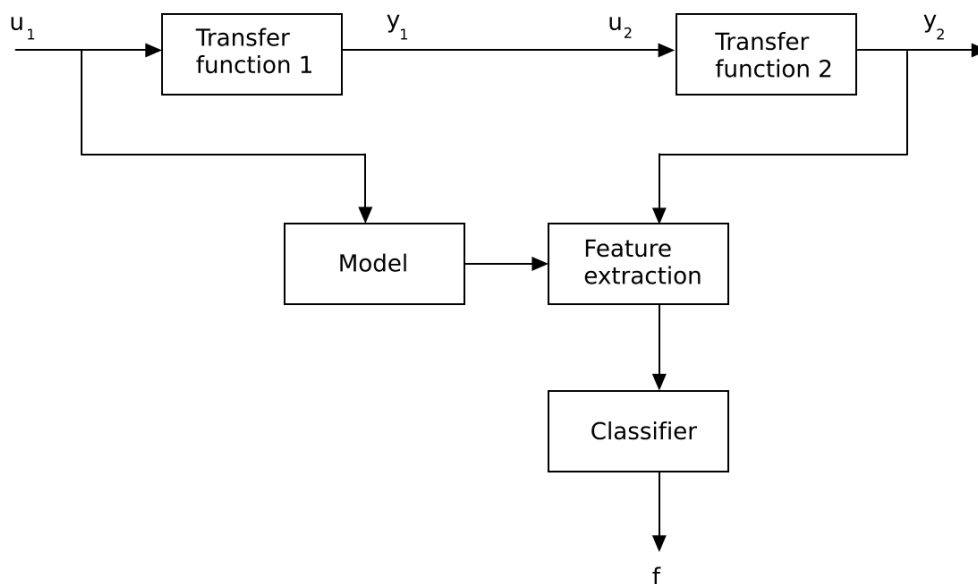 u₁
Transfer
function 1
y₁
u₂
Transfer
function 2
y₂
Model
Feature
extraction
Classifier
f